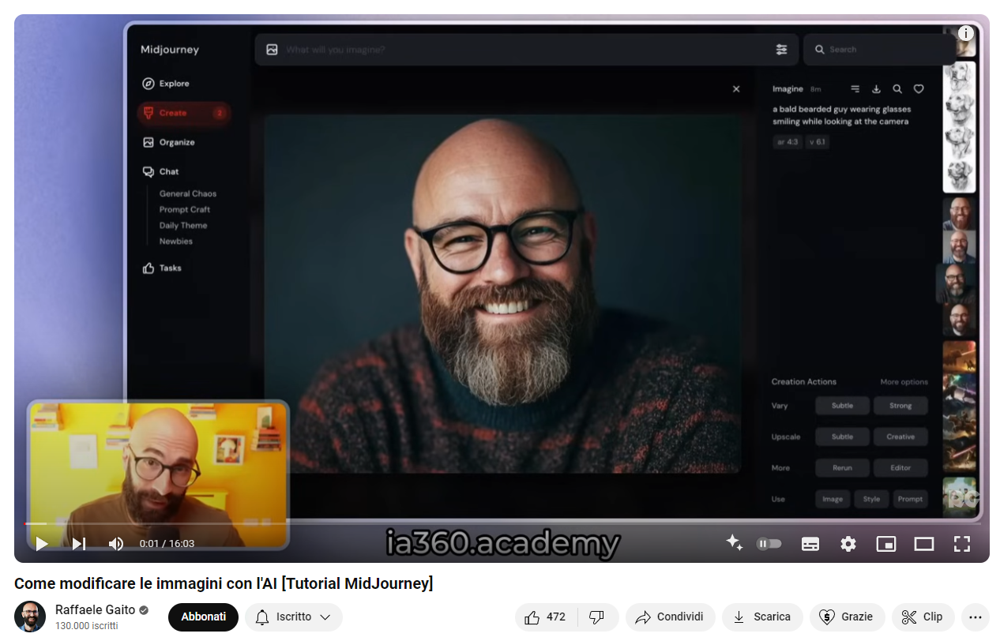 Midjourney
What will you imagine?
Search
Explore
Create 2
Organize
Chat
General Chaos
Prompt Craft
Daily Theme
Newbies
Tasks
Imagine 8m
a bald bearded guy wearing glasses
smiling while looking at the camera
ar 4:3 v 6.1
Creation Actions More options
Vary Subtle Strong
Upscale Subtle Creative
More Rerun Editor
Use Image Style Prompt
RG
ia360.academy
0:01 / 16:03
Come modificare le immagini con l'AI [Tutorial MidJourney]
Raffaele Gaito
130.000 iscritti
Abbonati
Iscritto
472
Condividi
Scarica
Grazie
Clip